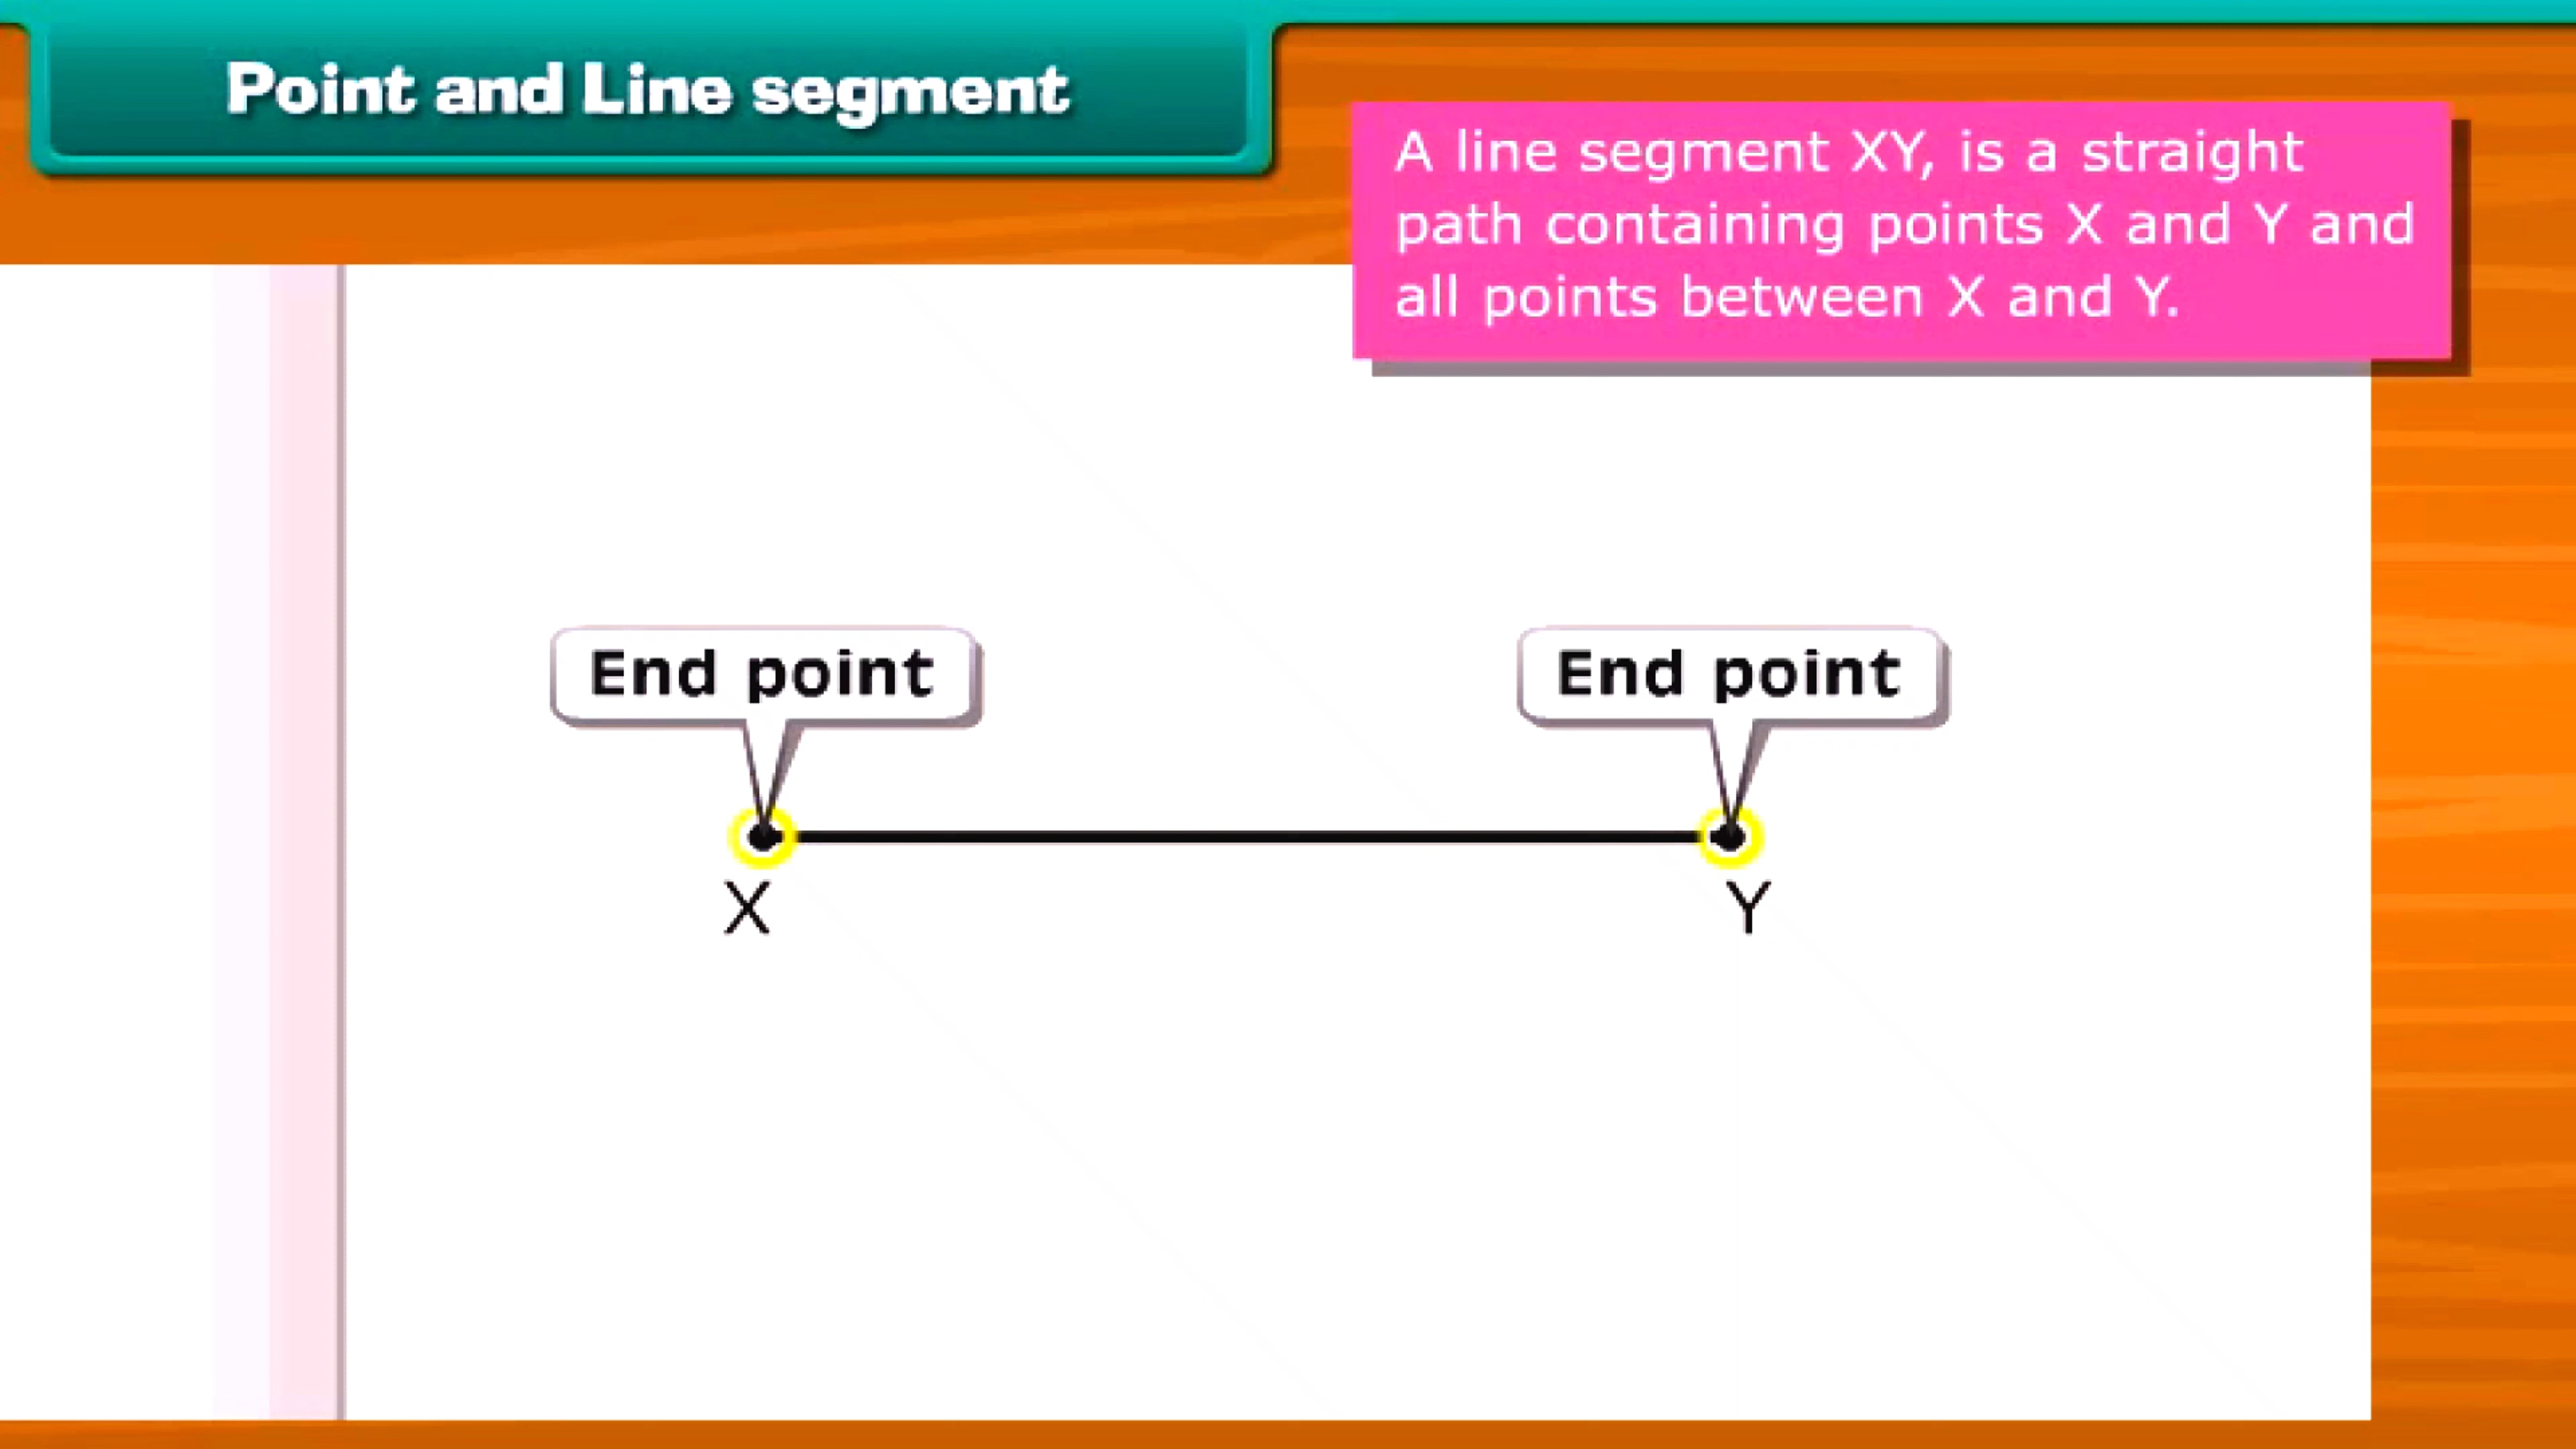 Point and Line segment
A line segment XY, is a straight
path containing points X and Y and
all points between X and Y.
End point
End point
X
Y